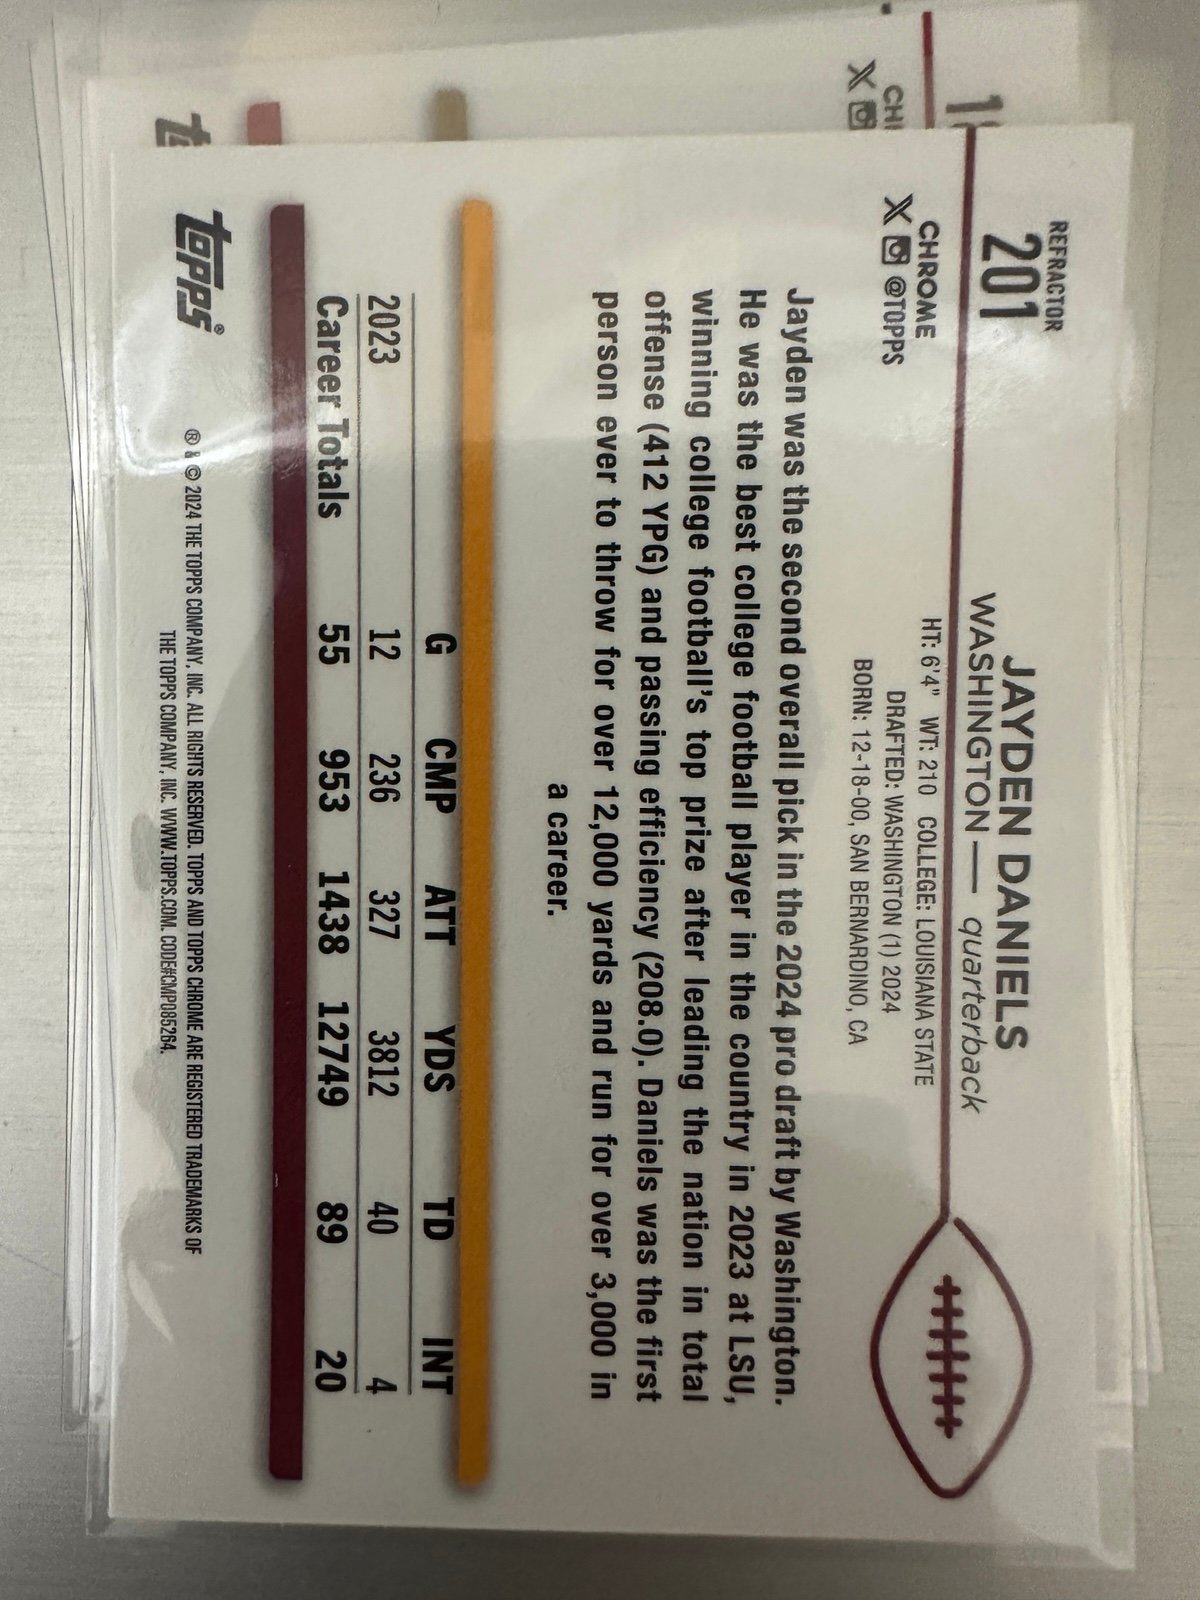 REFRACTOR
201
JAYDEN DANIELS
WASHINGTON — quarterback
CHROME
@TOPPS
HT: 6'4" WT: 210 COLLEGE: LOUISIANA STATE
DRAFTED: WASHINGTON (1) 2024
BORN: 12-18-00, SAN BERNARDINO, CA
Jayden was the second overall pick in the 2024 pro draft by Washington.
He was the best college football player in the country in 2023 at LSU,
winning college football's top prize after leading the nation in total
offense (412 YPG) and passing efficiency (208.0). Daniels was the first
person ever to throw for over 12,000 yards and run for over 3,000 in
a career.
G CMP ATT YDS TD INT
2023 12 236 327 3812 40 4
Career Totals 55 953 1438 12749 89 20
topps®
® & © 2024 THE TOPPS COMPANY, INC. ALL RIGHTS RESERVED. TOPPS AND TOPPS CHROME ARE REGISTERED TRADEMARKS OF
THE TOPPS COMPANY, INC. WWW.TOPPS.COM. CODE#CMP085264.